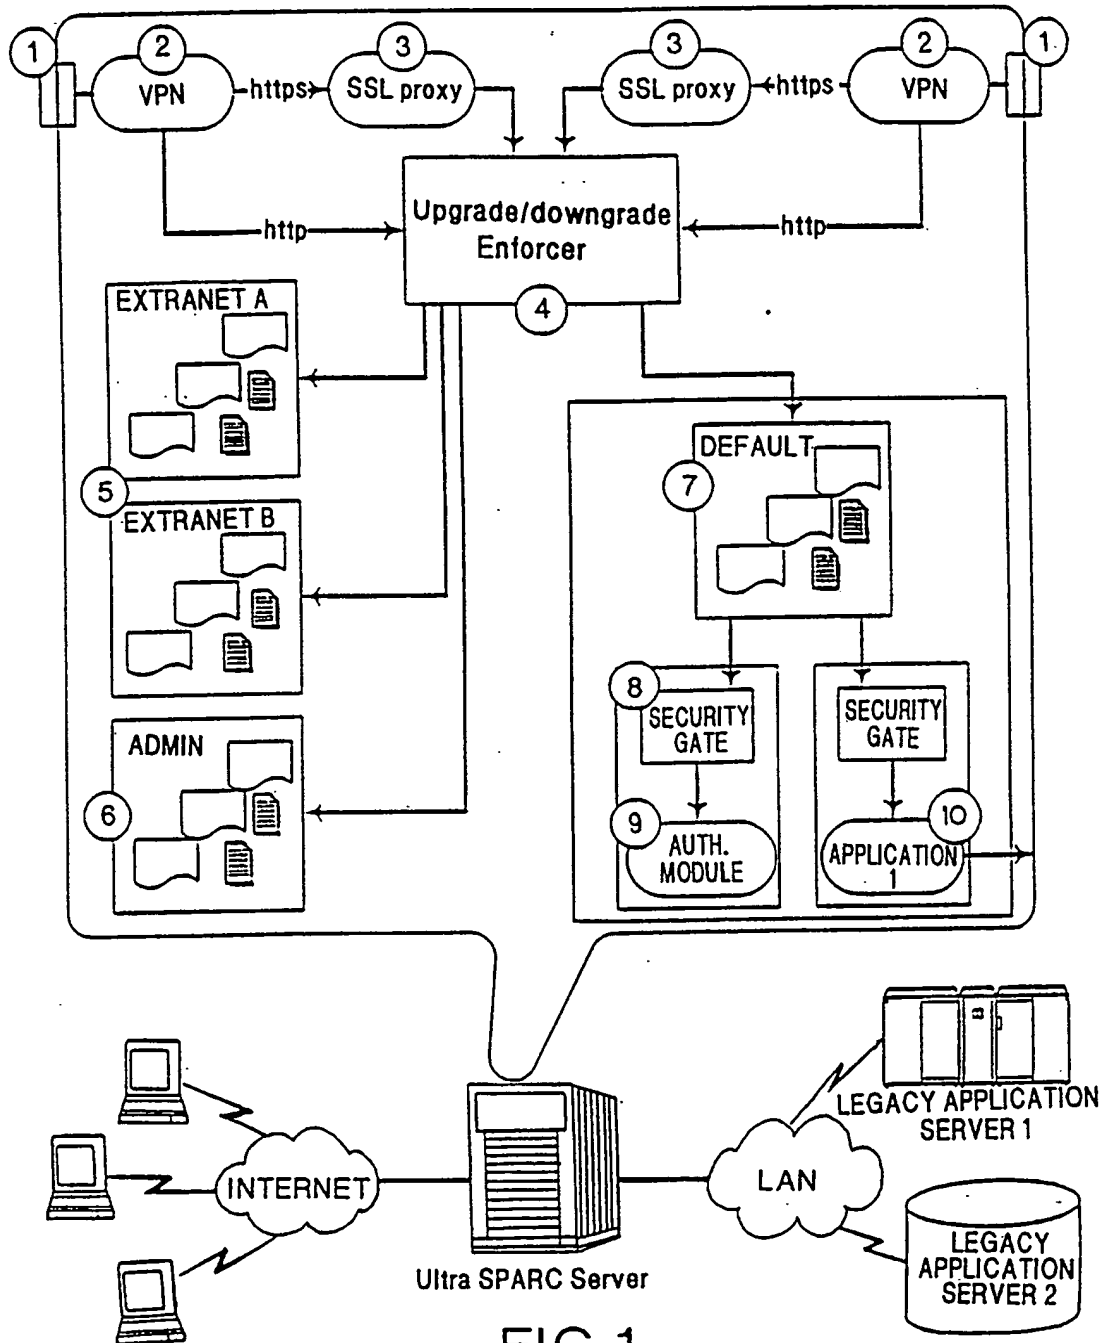 1
2
3
3
2
1
VPN
https
SSL proxy
SSL proxy
https
VPN
Upgrade/downgrade
Enforcer
http
http
4
EXTRANET A
5
EXTRANET B
ADMIN
6
DEFAULT
7
8
SECURITY
GATE
SECURITY
GATE
9
AUTH.
MODULE
10
APPLICATION
1
LEGACY APPLICATION
SERVER 1
INTERNET
LAN
Ultra SPARC Server
LEGACY
APPLICATION
SERVER 2
FIG 1